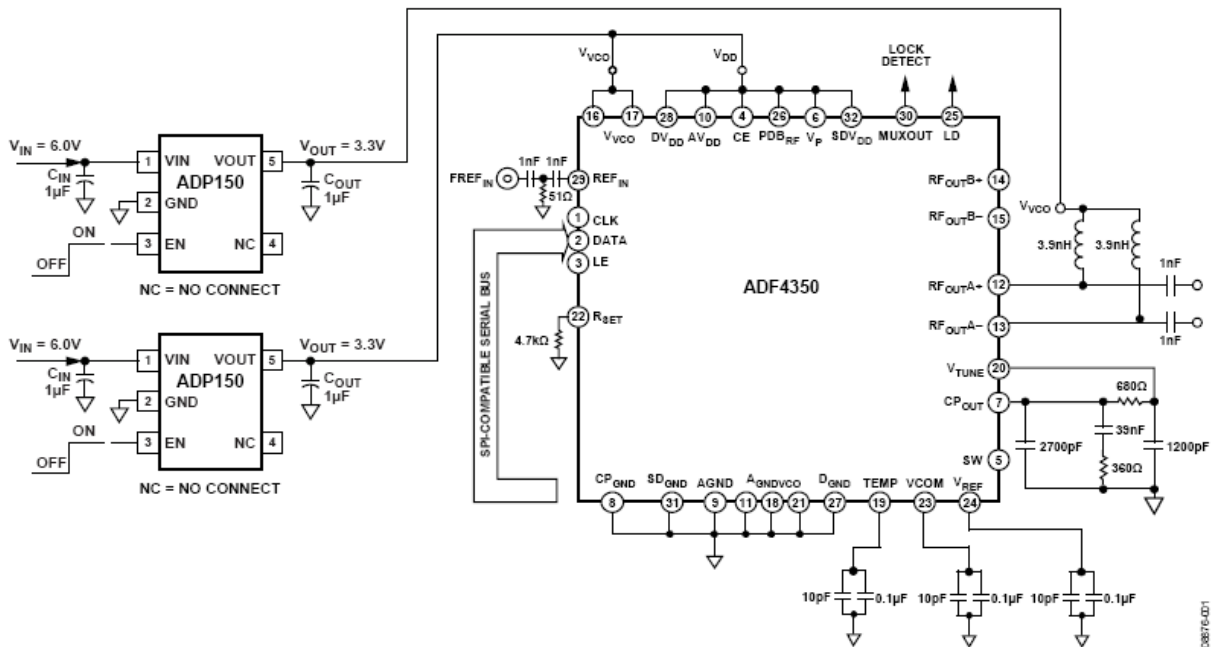 V_VCO
V_DD
LOCK DETECT
16
17
28
10
4
26
6
32
30
25
V_VCO
DV_DD
AV_DD
CE
PDB_RF
V_P
SDV_DD
MUXOUT
LD
V_IN = 6.0V
C_IN
1µF
1
VIN
VOUT
5
ADP150
2
GND
3
EN
NC
4
ON
OFF
NC = NO CONNECT
V_OUT = 3.3V
C_OUT
1µF
V_IN = 6.0V
C_IN
1µF
1
VIN
VOUT
5
ADP150
2
GND
3
EN
NC
4
ON
OFF
NC = NO CONNECT
V_OUT = 3.3V
C_OUT
1µF
FREF_IN
1nF
1nF
51Ω
29
REF_IN
1
CLK
2
DATA
3
LE
SPI-COMPATIBLE SERIAL BUS
22
R_SET
4.7kΩ
ADF4350
RF_OUTB+
14
RF_OUTB−
15
V_VCO
3.9nH
3.9nH
RF_OUTA+
12
1nF
RF_OUTA−
13
1nF
V_TUNE
20
680Ω
CP_OUT
7
2700pF
39nF
360Ω
1200pF
SW
5
CP_GND
SD_GND
AGND
A_GNDVCO
D_GND
TEMP
VCOM
V_REF
8
31
9
11
18
21
27
19
23
24
10pF
0.1µF
10pF
0.1µF
10pF
0.1µF
08876-001